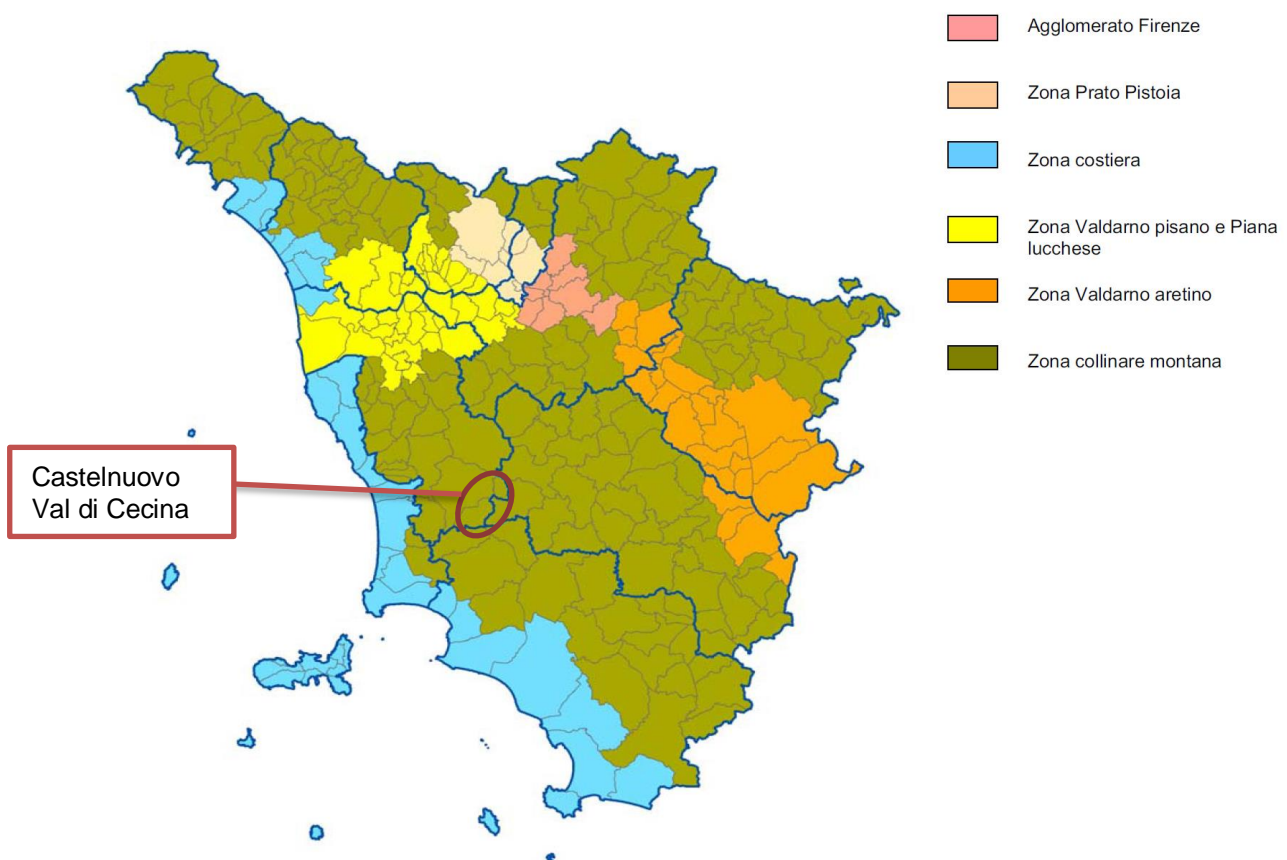 Agglomerato Firenze
Zona Prato Pistoia
Zona costiera
Zona Valdarno pisano e Piana
lucchese
Zona Valdarno aretino
Zona collinare montana
Castelnuovo
Val di Cecina